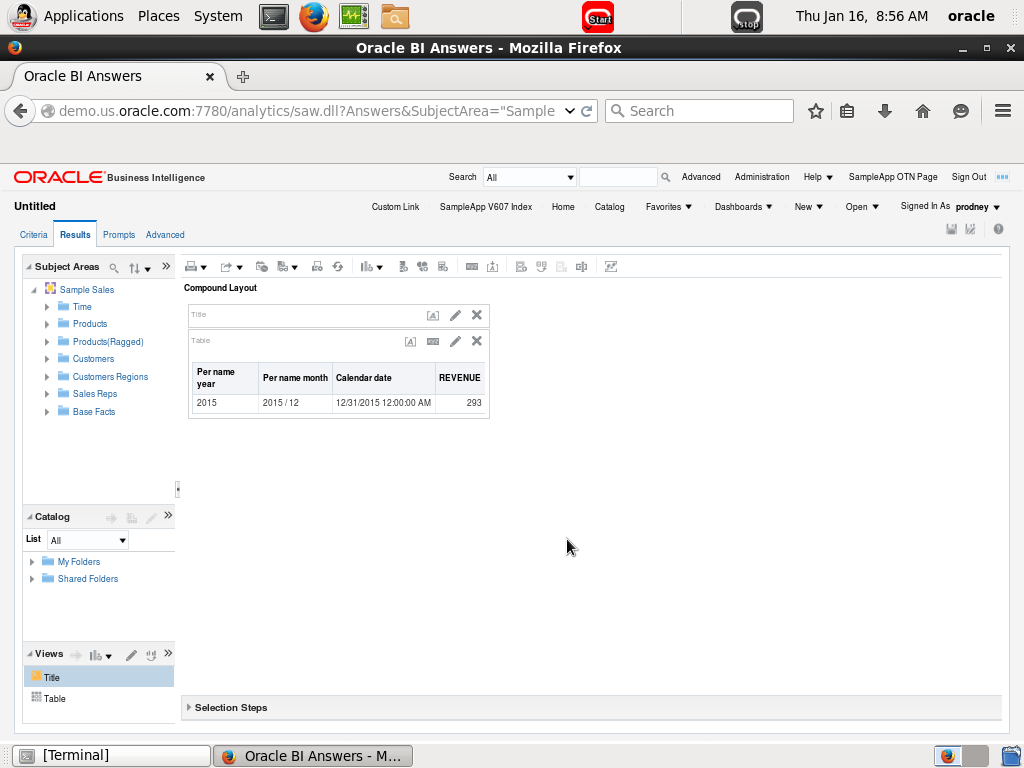 Applications Places System Start stop Thu Jan 16, 8:56 AM oracle
Oracle BI Answers - Mozilla Firefox
Oracle BI Answers
demo.us.oracle.com:7780/analytics/saw.dll?Answers&SubjectArea="Sample Search
ORACLE Business Intelligence Search All Advanced Administration Help SampleApp OTN Page Sign Out
Untitled Custom Link SampleApp V607 Index Home Catalog Favorites Dashboards New Open Signed In As prodney
Criteria Results Prompts Advanced
Subject Areas
Compound Layout
Sample Sales
Time
Products
Products(Ragged)
Customers
Customers Regions
Sales Reps
Base Facts
Title
Table
Per name year Per name month Calendar date REVENUE
2015 2015 / 12 12/31/2015 12:00:00 AM 293
Catalog
List All
My Folders
Shared Folders
Views
Title
Table
Selection Steps
[Terminal] Oracle BI Answers - M...